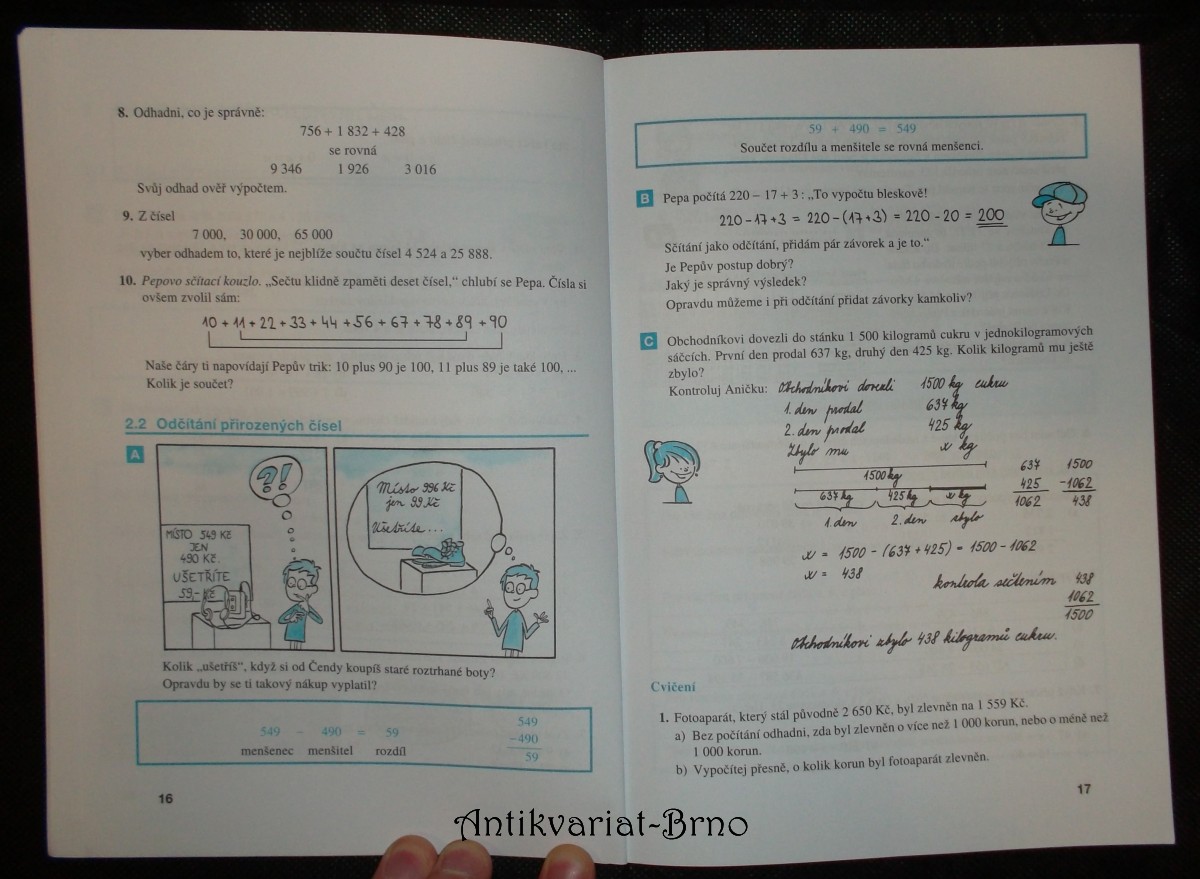 8. Odhadni, co je správně:
756 + 1 832 + 428
se rovná
9 346 1 926 3 016
Svůj odhad ověř výpočtem.
9. Z čísel
7 000, 30 000, 65 000
vyber odhadem to, které je nejblíže součtu čísel 4 524 a 25 888.
10. Pepovo sčítací kouzlo. „Sečtu klidně zpaměti deset čísel,“ chlubí se Pepa. Čísla si
ovšem zvolil sám:
10 + 11 + 22 + 33 + 44 + 56 + 67 + 78 + 89 + 90
Naše čáry ti napovídají Pepův trik: 10 plus 90 je 100, 11 plus 89 je také 100, ...
Kolik je součet?
2.2 Odčítání přirozených čísel
A
?!
MÍSTO 549 KČ
JEN
490 KČ.
UŠETŘÍTE
59,- KČ
Místo 996 Kč
jen 99 Kč
Ušetříte...
Kolik „ušetříš“, když si od Čendy koupíš staré roztrhané boty?
Opravdu by se ti takový nákup vyplatil?
549 – 490 = 59
menšenec menšitel rozdíl
549
–490
59
16
59 + 490 = 549
Součet rozdílu a menšitele se rovná menšenci.
B Pepa počítá 220 – 17 + 3 : „To vypočtu bleskově!
220 – 17 + 3 = 220 – (17 + 3) = 220 – 20 = 200
Sčítání jako odčítání, přidám pár závorek a je to.“
Je Pepův postup dobrý?
Jaký je správný výsledek?
Opravdu můžeme i při odčítání přidat závorky kamkoliv?
C Obchodníkovi dovezli do stánku 1 500 kilogramů cukru v jednokilogramových
sáčcích. První den prodal 637 kg, druhý den 425 kg. Kolik kilogramů mu ještě
zbylo?
Kontroluj Aničku: Obchodníkovi dovezli 1500 kg cukru
1. den prodal 637 kg
2. den prodal 425 kg
Zbylo mu x kg
1500 kg
637 kg 425 kg x kg
1. den 2. den zbylo
637
425
1062
1500
–1062
438
x = 1500 – (637 + 425) = 1500 – 1062
x = 438
kontrola sečtením
438
1062
1500
Obchodníkovi zbylo 438 kilogramů cukru.
Cvičení
1. Fotoaparát, který stál původně 2 650 Kč, byl zlevněn na 1 559 Kč.
a) Bez počítání odhadni, zda byl zlevněn o více než 1 000 korun, nebo o méně než
1 000 korun.
b) Vypočítej přesně, o kolik korun byl fotoaparát zlevněn.
17
Antikvariat-Brno